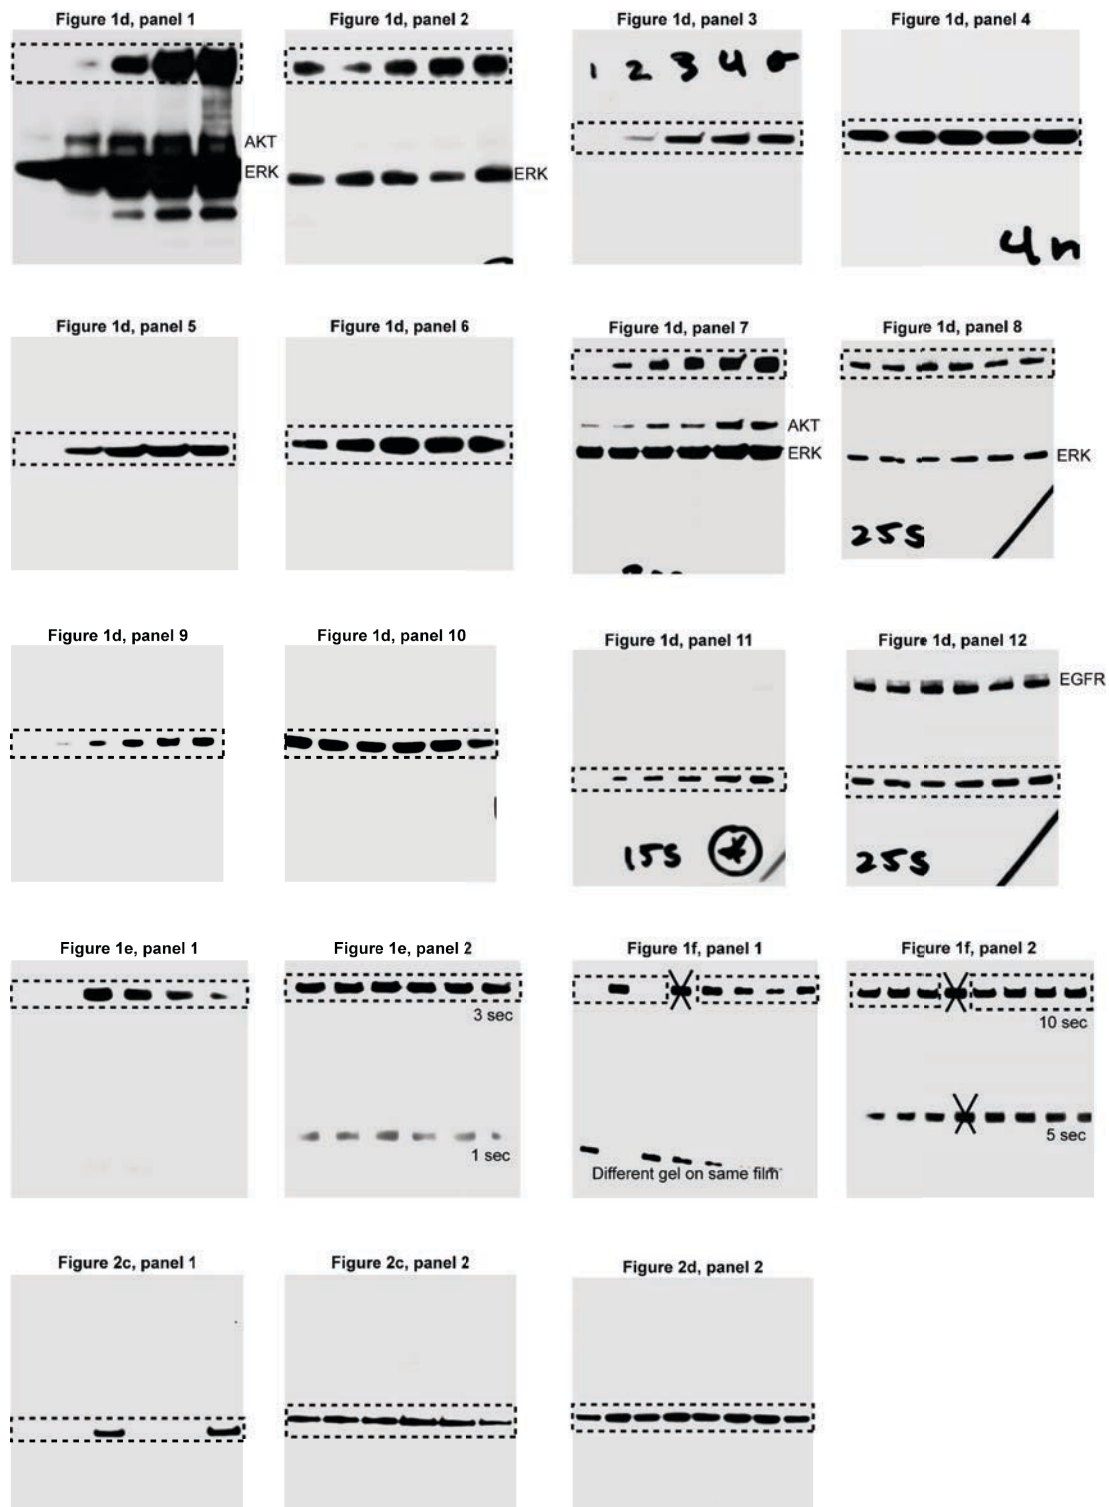 Figure 1d, panel 1
Figure 1d, panel 2
Figure 1d, panel 3
Figure 1d, panel 4
1 2 3 4 5
AKT
ERK
ERK
4n
Figure 1d, panel 5
Figure 1d, panel 6
Figure 1d, panel 7
Figure 1d, panel 8
AKT
ERK
ERK
25s
Figure 1d, panel 9
Figure 1d, panel 10
Figure 1d, panel 11
Figure 1d, panel 12
EGFR
15s
25s
Figure 1e, panel 1
Figure 1e, panel 2
Figure 1f, panel 1
Figure 1f, panel 2
3 sec
10 sec
1 sec
5 sec
Different gel on same film
Figure 2c, panel 1
Figure 2c, panel 2
Figure 2d, panel 2